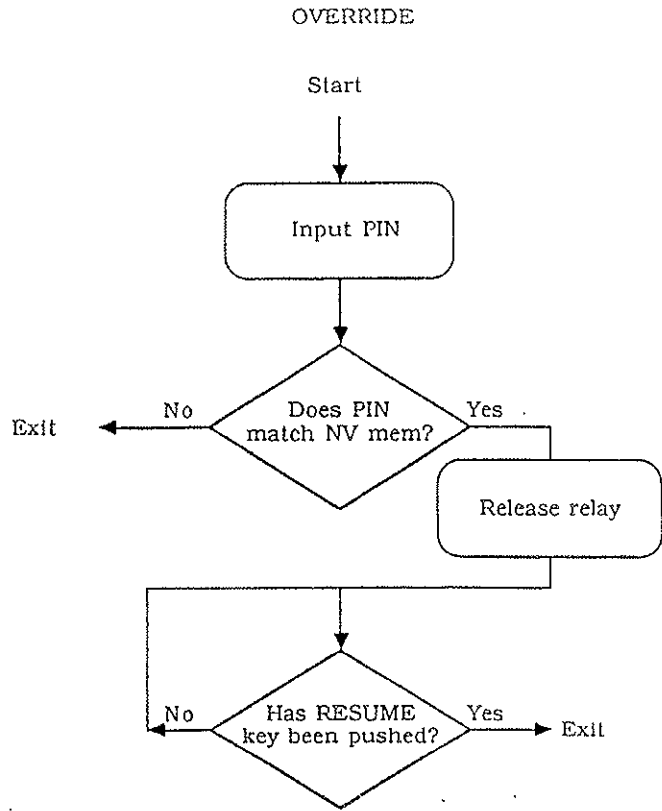 OVERRIDE
Start
Input PIN
Does PIN
match NV mem?
No
Yes
Exit
Release relay
Has RESUME
key been pushed?
No
Yes
Exit